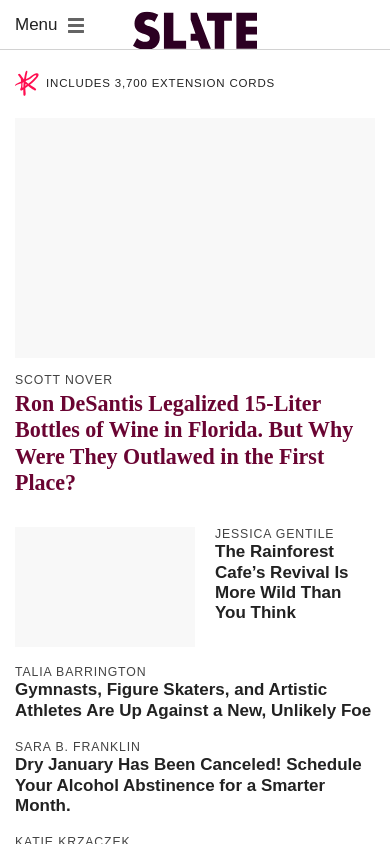 Menu
SLATE
INCLUDES 3,700 EXTENSION CORDS
SCOTT NOVER
Ron DeSantis Legalized 15-Liter
Bottles of Wine in Florida. But Why
Were They Outlawed in the First
Place?
JESSICA GENTILE
The Rainforest
Cafe’s Revival Is
More Wild Than
You Think
TALIA BARRINGTON
Gymnasts, Figure Skaters, and Artistic
Athletes Are Up Against a New, Unlikely Foe
SARA B. FRANKLIN
Dry January Has Been Canceled! Schedule
Your Alcohol Abstinence for a Smarter
Month.
KATIE KRZACZEK